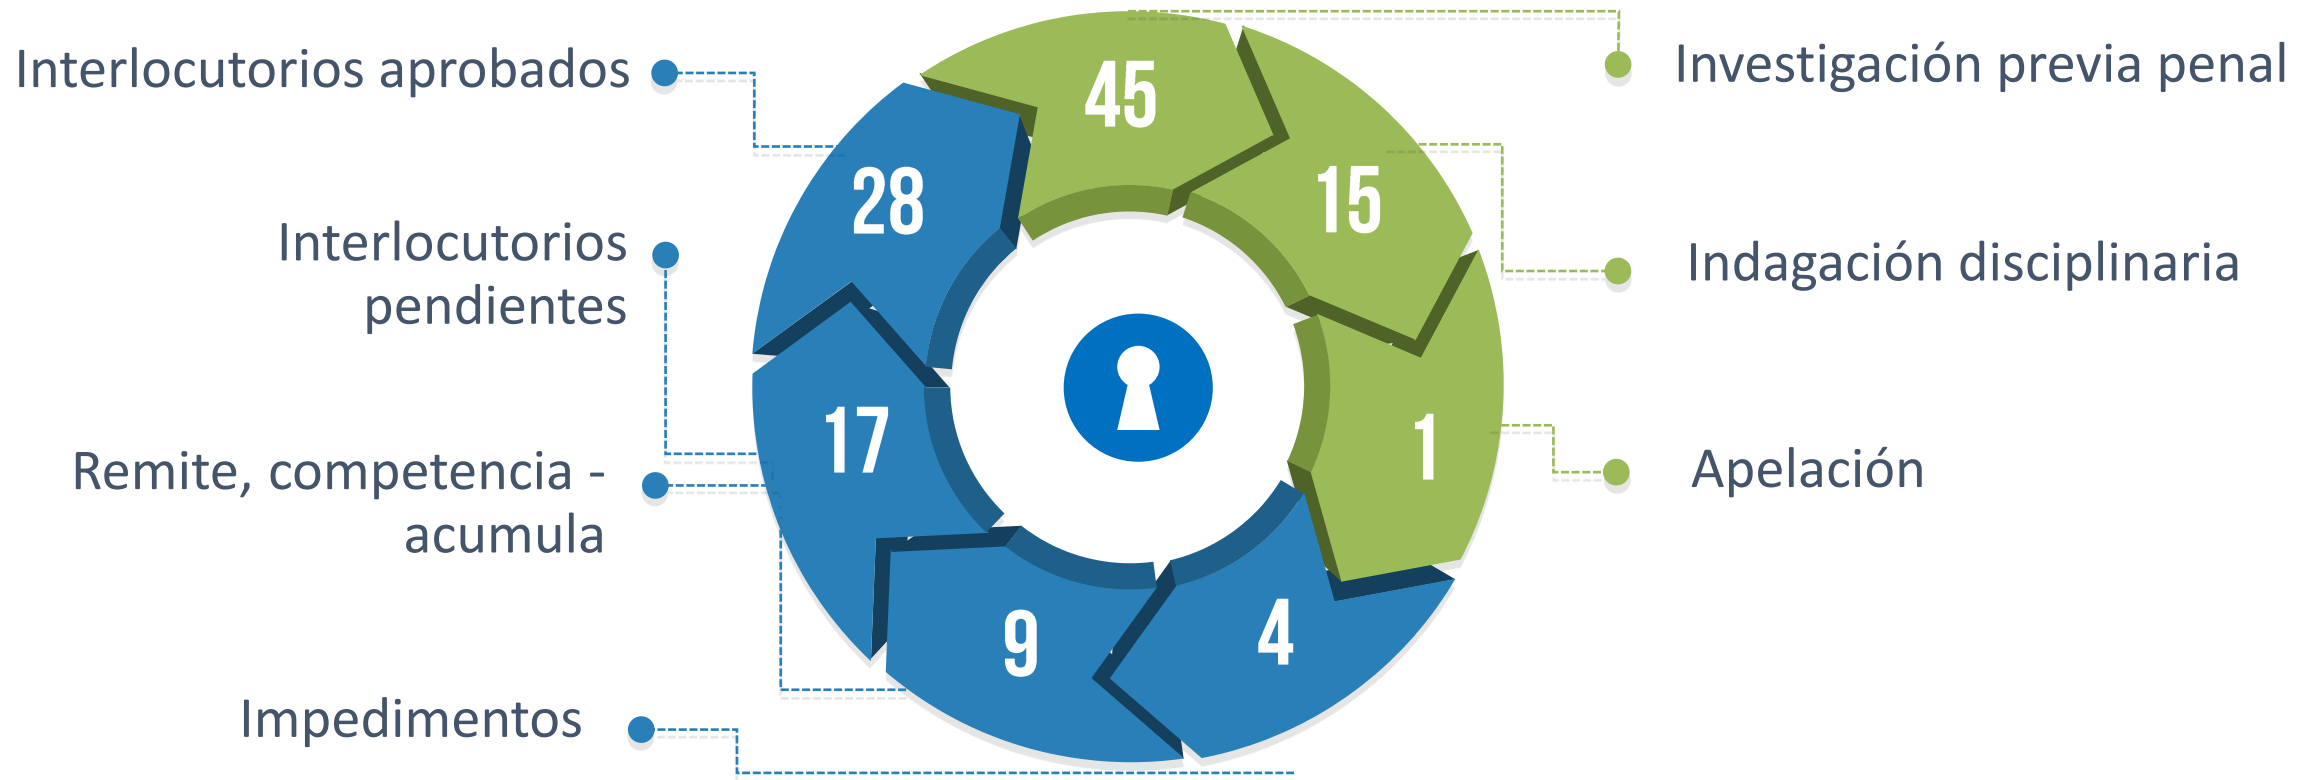 Interlocutorios aprobados
Interlocutorios
pendientes
Remite, competencia -
acumula
Impedimentos
45
28
15
17
1
9
4
Investigación previa penal
Indagación disciplinaria
Apelación